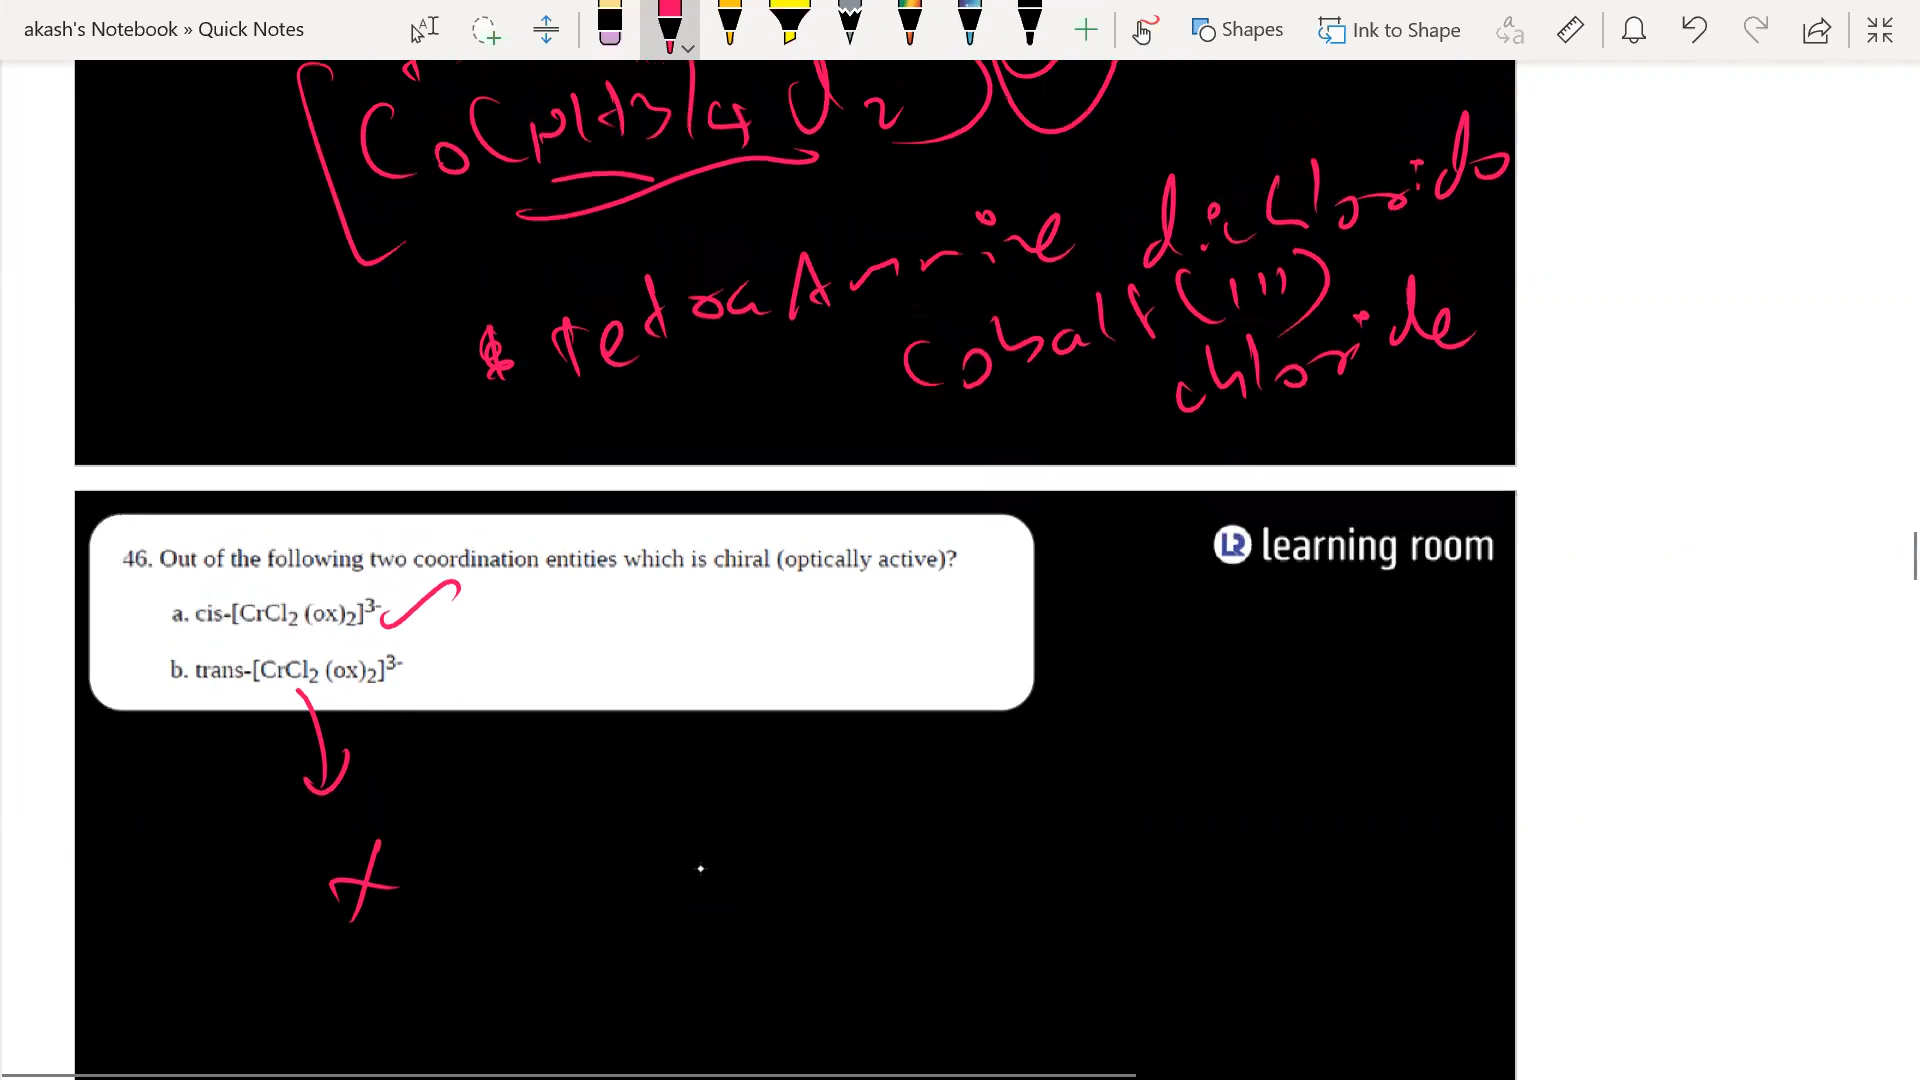 akash's Notebook » Quick Notes
Shapes
Ink to Shape
[Co(NH3)4 Cl2)
tetraAmmine dichlorido
cobalt (III)
chloride
learning room
46. Out of the following two coordination entities which is chiral (optically active)?
a. cis-[CrCl2 (ox)2]3-
b. trans-[CrCl2 (ox)2]3-